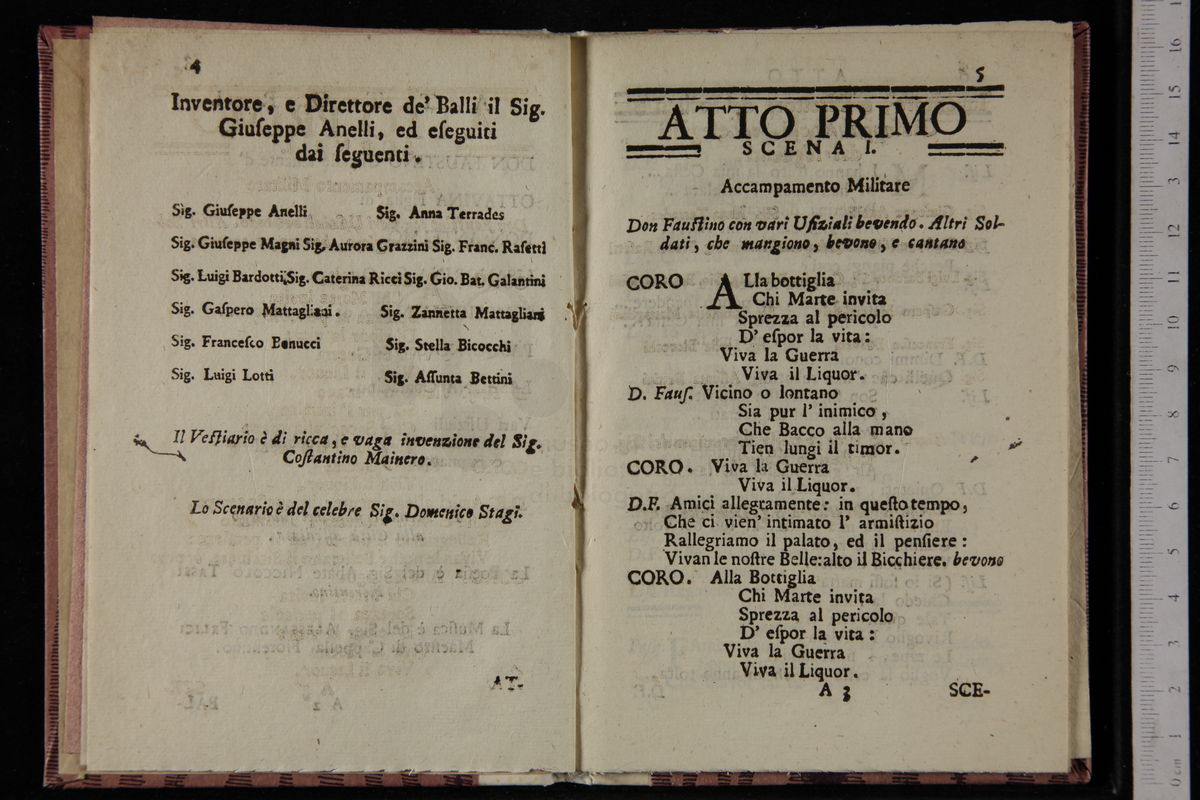 4
Inventore, e Direttore de' Balli il Sig.
Giuſeppe Anelli, ed eſeguiti
dai ſeguenti.
Sig. Giuſeppe Anelli Sig. Anna Terrades
Sig. Giuſeppe Magni Sig. Aurora Grazzini Sig. Franc. Raſetti
Sig. Luigi Bardotti Sig. Caterina Ricci Sig. Gio. Bat. Galantini
Sig. Gaſpero Mattagliani. Sig. Zannetta Mattagliani
Sig. Franceſco Benucci Sig. Stella Bicocchi
Sig. Luigi Lotti Sig. Aſſunta Bettini
Il Veſtiario è di ricca, e vaga invenzione del Sig.
Coſtantino Mainero.
Lo Scenario è del celebre Sig. Domenico Stagi.
AT-
5
ATTO PRIMO
SCENA I.
Accampamento Militare
Don Fauſtino con varì Ufiziali bevendo. Altri Sol-
dati, che mangiono, bevono, e cantano
CORO ALla bottiglia
Chi Marte invita
Sprezza al pericolo
D' eſpor la vita:
Viva la Guerra
Viva il Liquor.
D. Fauſ. Vicino o lontano
Sia pur l' inimico,
Che Bacco alla mano
Tien lungi il timor.
CORO. Viva la Guerra
Viva il Liquor.
D.F. Amici allegramente: in queſto tempo,
Che ci vien' intimato l' armiſtizio
Rallegriamo il palato, ed il penſiere:
Vivan le noſtre Belle: alto il Bicchiere. bevono
CORO. Alla Bottiglia
Chi Marte invita
Sprezza al pericolo
D' eſpor la vita:
Viva la Guerra
Viva il Liquor.
A 3 SCE-